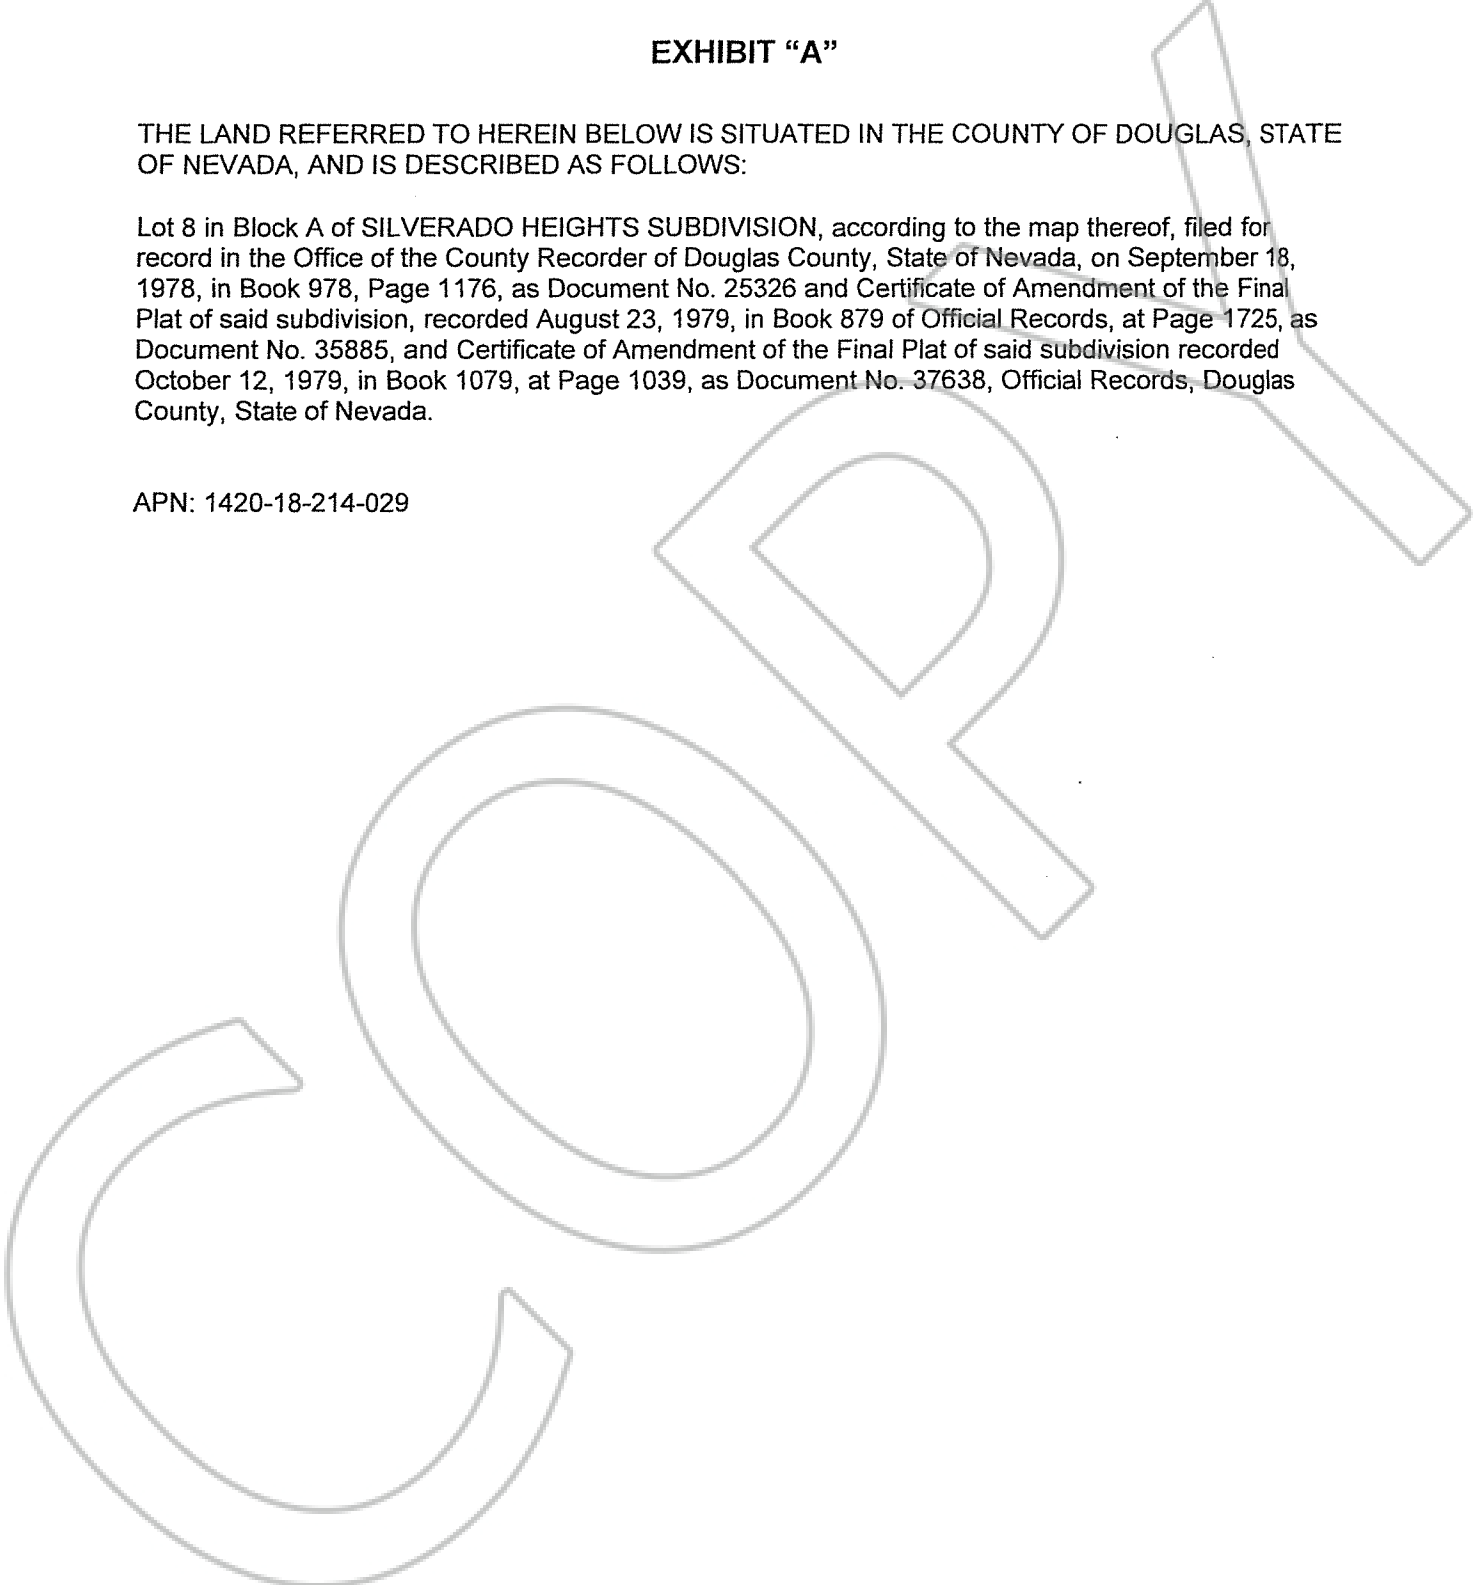 EXHIBIT “A”
THE LAND REFERRED TO HEREIN BELOW IS SITUATED IN THE COUNTY OF DOUGLAS, STATE
OF NEVADA, AND IS DESCRIBED AS FOLLOWS:
Lot 8 in Block A of SILVERADO HEIGHTS SUBDIVISION, according to the map thereof, filed for
record in the Office of the County Recorder of Douglas County, State of Nevada, on September 18,
1978, in Book 978, Page 1176, as Document No. 25326 and Certificate of Amendment of the Final
Plat of said subdivision, recorded August 23, 1979, in Book 879 of Official Records, at Page 1725, as
Document No. 35885, and Certificate of Amendment of the Final Plat of said subdivision recorded
October 12, 1979, in Book 1079, at Page 1039, as Document No. 37638, Official Records, Douglas
County, State of Nevada.
APN: 1420-18-214-029
COPY